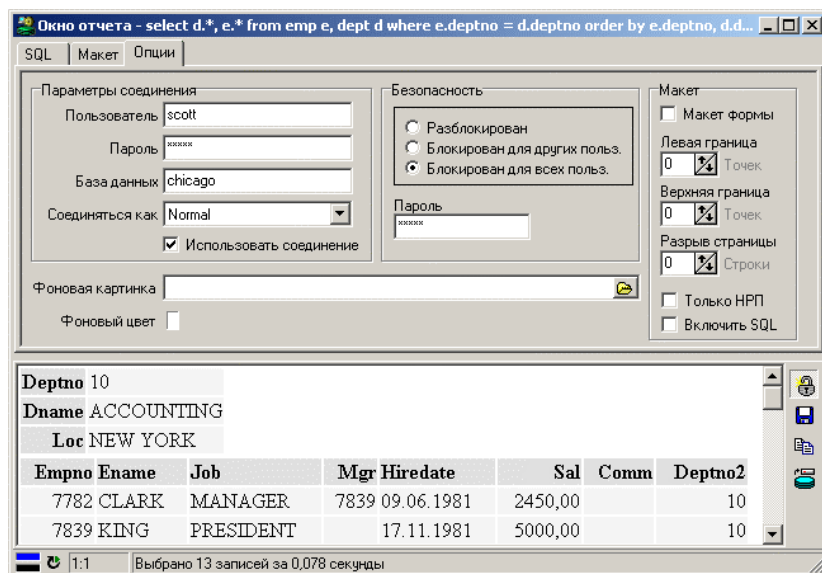 Окно отчета - select d.*, e.* from emp e, dept d where e.deptno = d.deptno order by e.deptno, d.d...
SQL Макет Опции
Параметры соединения
Пользователь scott
Пароль *****
База данных chicago
Соединяться как Normal
Использовать соединение
Безопасность
Разблокирован
Блокирован для других польз.
Блокирован для всех польз.
Пароль
*****
Макет
Макет формы
Левая граница
0 Точек
Верхняя граница
0 Точек
Разрыв страницы
0 Строки
Только НРП
Включить SQL
Фоновая картинка
Фоновый цвет
Deptno 10
Dname ACCOUNTING
Loc NEW YORK
Empno Ename Job Mgr Hiredate Sal Comm Deptno2
7782 CLARK MANAGER 7839 09.06.1981 2450,00 10
7839 KING PRESIDENT 17.11.1981 5000,00 10
1:1 Выбрано 13 записей за 0,078 секунды